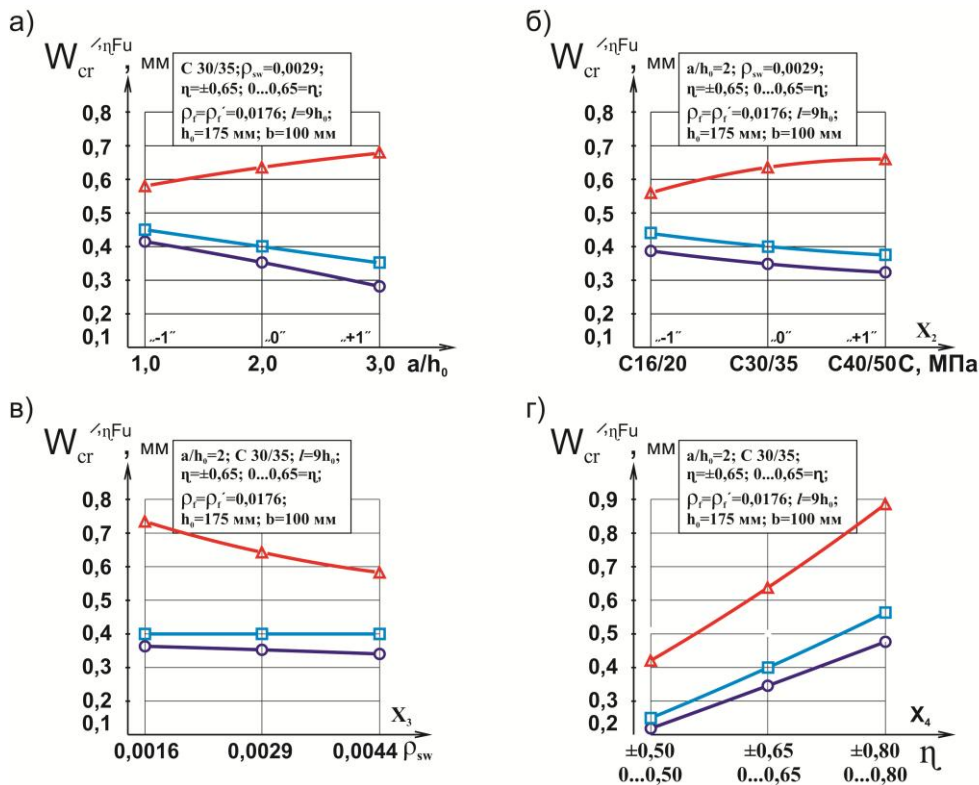 а)
W cr ∕,ηFu , мм
С 30/35;ρsw=0,0029;
η=±0,65; 0...0,65=η;
ρf=ρf´=0,0176; l=9h₀;
h₀=175 мм; b=100 мм
0,8
0,7
0,6
0,5
0,4
0,3
0,2
0,1
„-1″ „0″ „+1″
1,0 2,0 3,0 a/h₀
б)
W cr ∕,ηFu , мм
a/h₀=2; ρsw=0,0029;
η=±0,65; 0...0,65=η;
ρf=ρf´=0,0176; l=9h₀;
h₀=175 мм; b=100 мм
0,8
0,7
0,6
0,5
0,4
0,3
0,2
0,1
„-1″ „0″ „+1″ X₂
С16/20 С30/35 С40/50 С, МПа
в)
W cr ∕,ηFu , мм
a/h₀=2; С 30/35; l=9h₀;
η=±0,65; 0...0,65=η;
ρf=ρf´=0,0176;
h₀=175 мм; b=100 мм
0,8
0,7
0,6
0,5
0,4
0,3
0,2
0,1
X₃
0,0016 0,0029 0,0044 ρsw
г)
W cr ∕,ηFu , мм
a/h₀=2; С 30/35;
η=±0,65; 0...0,65=η;
ρf=ρf´=0,0176; l=9h₀;
h₀=175 мм; b=100 мм
0,9
0,8
0,7
0,6
0,5
0,4
0,3
0,2
X₄
±0,50 ±0,65 ±0,80 η
0...0,50 0...0,65 0...0,80